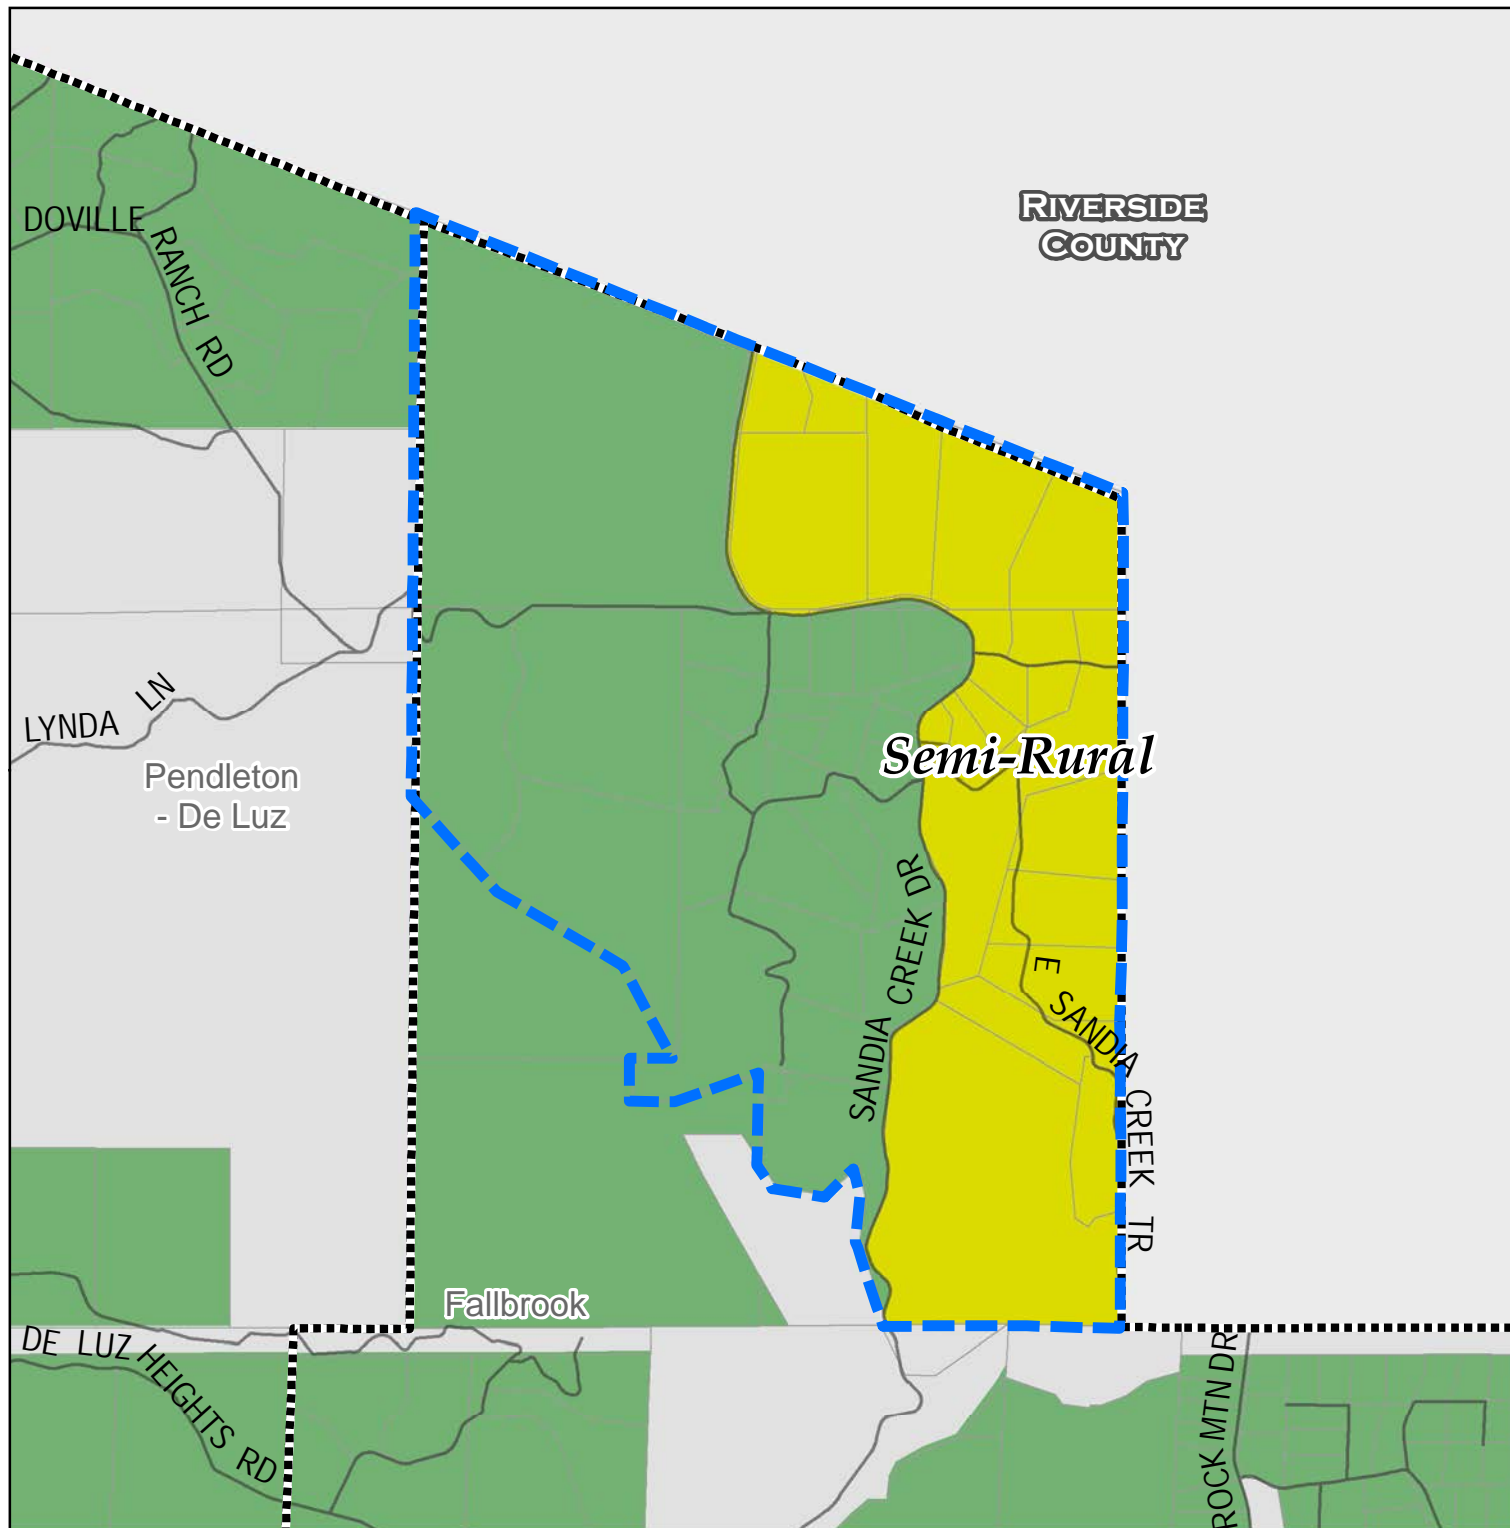 RIVERSIDE
COUNTY
DOVILLE RANCH RD
LYNDA LN
Semi-Rural
Pendleton
- De Luz
SANDIA CREEK DR
E SANDIA CREEK TR
Fallbrook
DE LUZ HEIGHTS RD
ROCK MTN DR